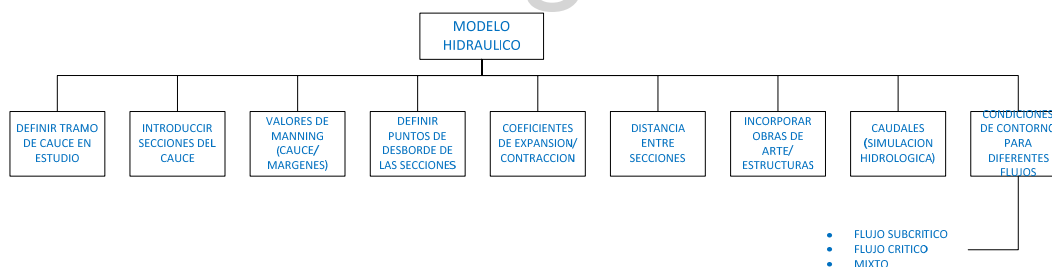 MODELO
HIDRAULICO
DEFINIR TRAMO
DE CAUCE EN
ESTUDIO
INTRODUCCIR
SECCIONES DEL
CAUCE
VALORES DE
MANNING
(CAUCE/
MARGENES)
DEFINIR
PUNTOS DE
DESBORDE DE
LAS SECCIONES
COEFICIENTES
DE EXPANSION/
CONTRACCION
DISTANCIA
ENTRE
SECCIONES
INCORPORAR
OBRAS DE
ARTE/
ESTRUCTURAS
CAUDALES
(SIMULACION
HIDROLOGICA)
CONDICIONES
DE CONTORNO
PARA
DIFERENTES
FLUJOS
• FLUJO SUBCRITICO
• FLUJO CRITICO
• MIXTO